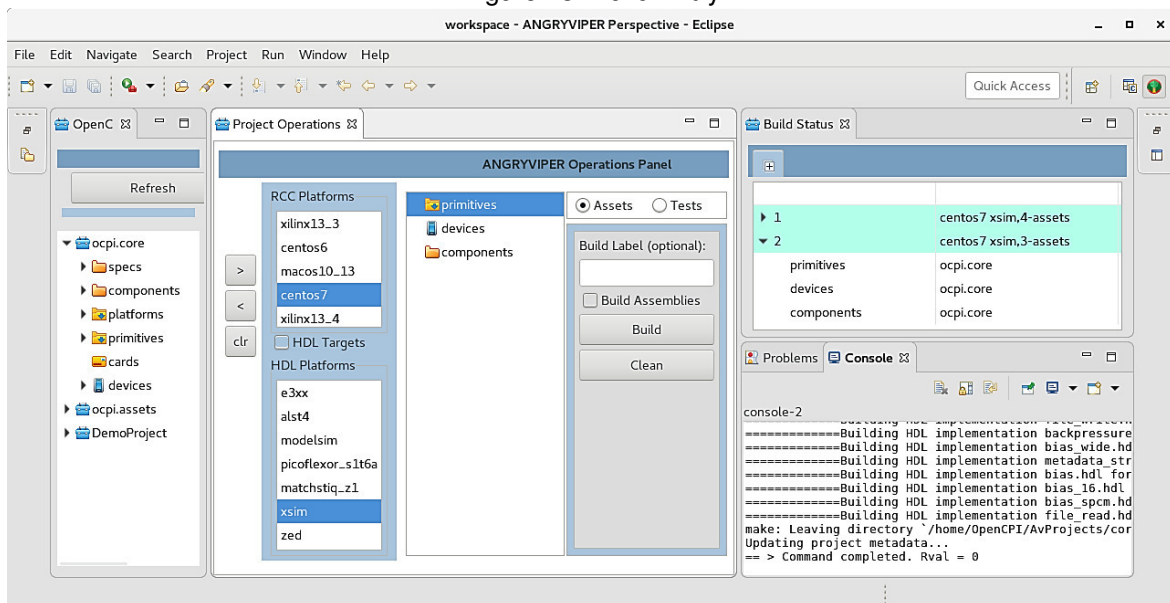 workspace - ANGRYVIPER Perspective - Eclipse
File Edit Navigate Search Project Run Window Help
Quick Access
OpenC
Refresh
ocpi.core
specs
components
platforms
primitives
cards
devices
ocpi.assets
DemoProject
Project Operations
ANGRYVIPER Operations Panel
>
<
clr
RCC Platforms
xilinx13_3
centos6
macos10_13
centos7
xilinx13_4
HDL Targets
HDL Platforms
e3xx
alst4
modelsim
picoflexor_s1t6a
matchstiq_z1
xsim
zed
primitives
devices
components
Assets Tests
Build Label (optional):
Build Assemblies
Build
Clean
Build Status
1 centos7 xsim,4-assets
2 centos7 xsim,3-assets
primitives ocpi.core
devices ocpi.core
components ocpi.core
Problems Console
console-2
=============Building HDL implementation backpressure
=============Building HDL implementation bias_wide.hd
=============Building HDL implementation metadata_str
=============Building HDL implementation bias.hdl for
=============Building HDL implementation bias_16.hdl
=============Building HDL implementation bias_spcm.hd
=============Building HDL implementation file_read.hd
make: Leaving directory `/home/OpenCPI/AvProjects/cor
Updating project metadata...
== > Command completed. Rval = 0